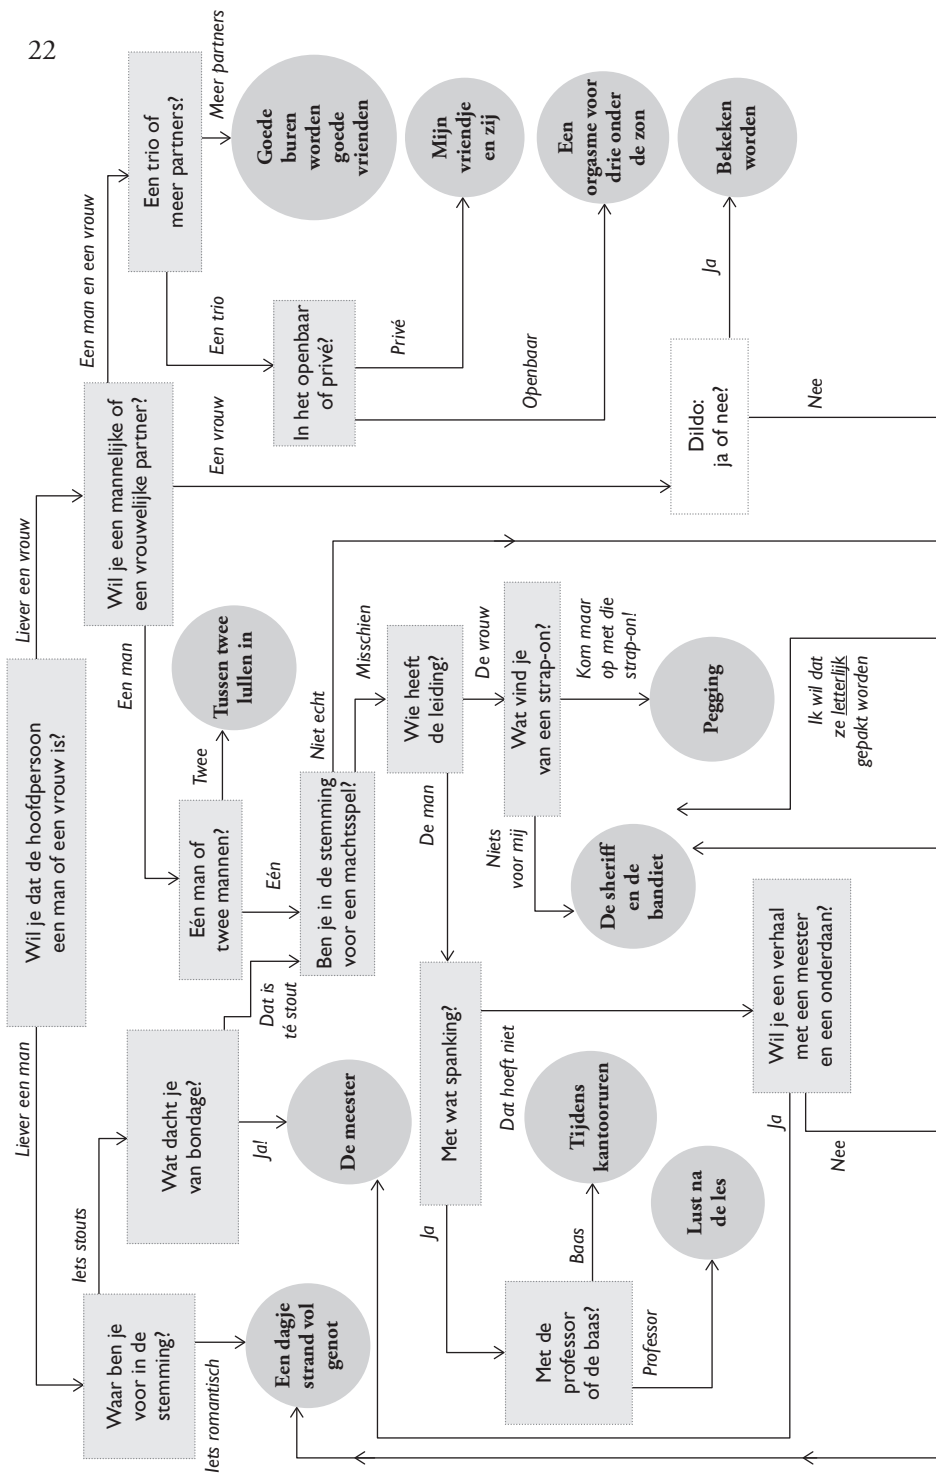 22
Wil je dat de hoofdpersoon
een man of een vrouw is?
Liever een man
Liever een vrouw
Waar ben je
voor in de
stemming?
Iets stouts
Iets romantisch
Wat dacht je
van bondage?
Ja!
Dat is
té stout
Een dagje
strand vol
genot
De meester
Wil je een mannelijke of
een vrouwelijke partner?
Een man
Een vrouw
Een man en een vrouw
Eén man of
twee mannen?
Twee
Eén
Tussen twee
lullen in
Een trio of
meer partners?
Een trio
Meer partners
Goede
buren
worden
goede
vrienden
In het openbaar
of privé?
Privé
Openbaar
Mijn
vriendje
en zij
Een
orgasme voor
drie onder
de zon
Ben je in de stemming
voor een machtsspel?
Niet echt
Misschien
Wie heeft
de leiding?
De man
De vrouw
Wat vind je
van een strap-on?
Niets
voor mij
Kom maar
op met die
strap-on!
De sheriff
en de
bandiet
Pegging
Dildo:
ja of nee?
Ja
Nee
Bekeken
worden
Ik wil dat
ze letterlijk
gepakt worden
Met wat spanking?
Ja
Dat hoeft niet
Met de
professor
of de baas?
Baas
Professor
Tijdens
kantooruren
Lust na
de les
Wil je een verhaal
met een meester
en een onderdaan?
Ja
Nee